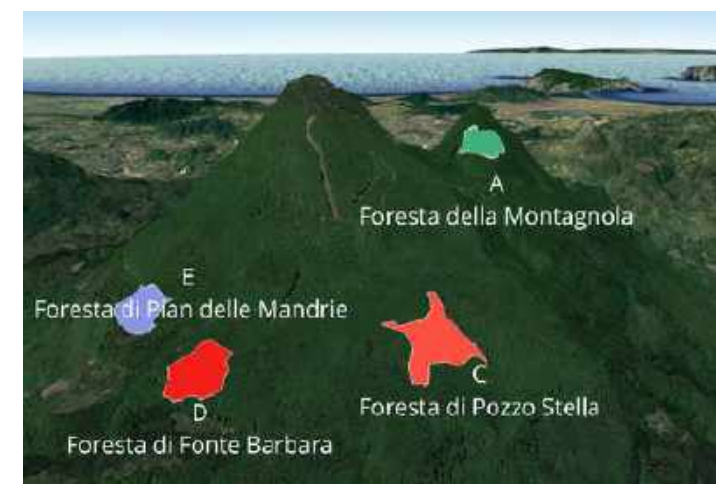 A
Foresta della Montagnola
E
Foresta di Pian delle Mandrie
C
Foresta di Pozzo Stella
D
Foresta di Fonte Barbara